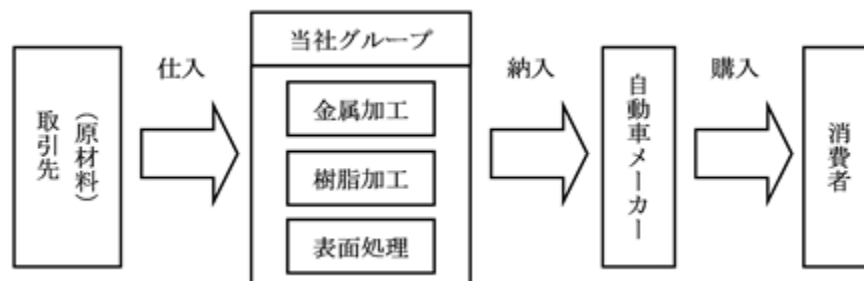 取引先
（原材料）
仕入
当社グループ
金属加工
樹脂加工
表面処理
納入
自動車メーカー
購入
消費者